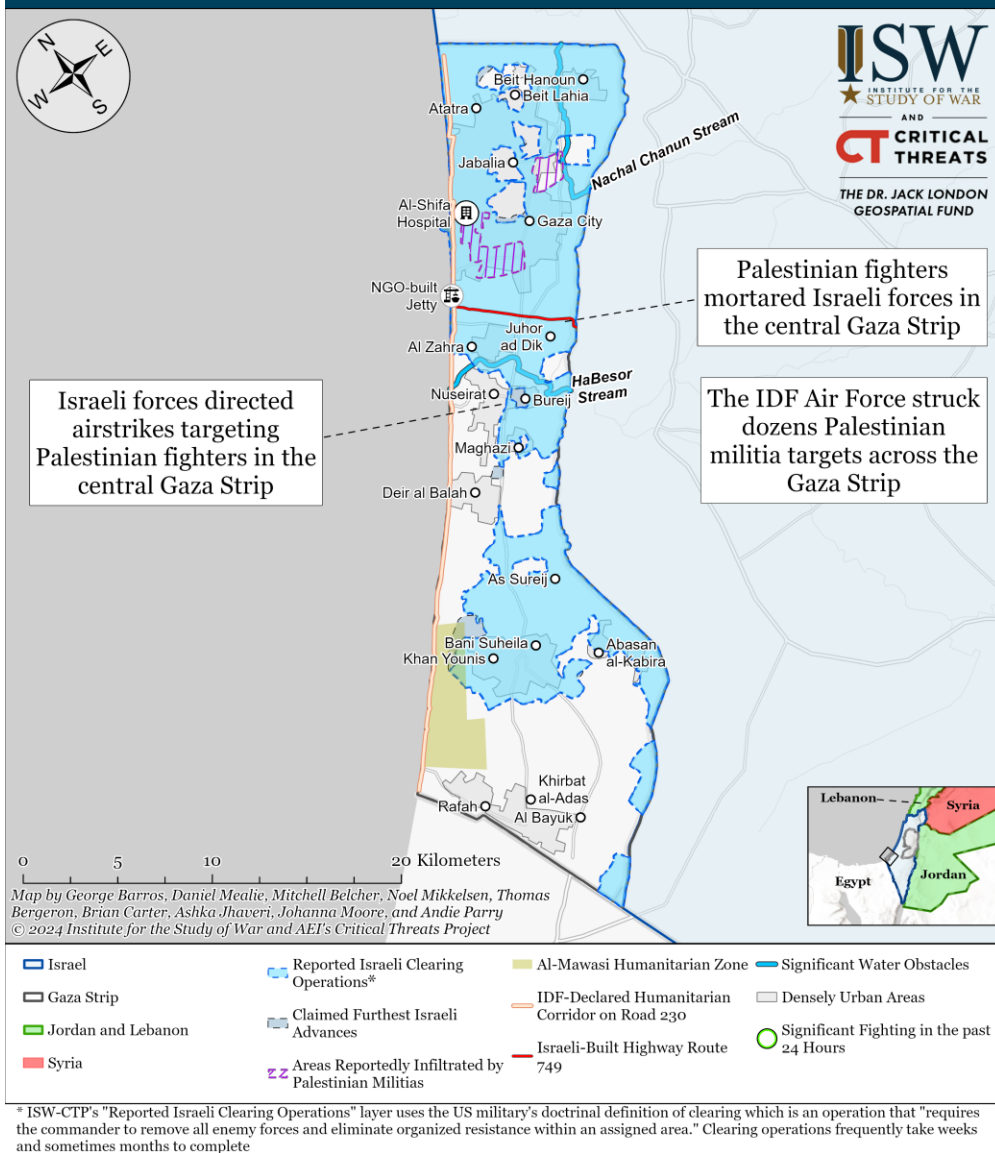 N
E
W
S
ISW
INSTITUTE FOR THE
STUDY OF WAR
AND
CT CRITICAL
THREATS
THE DR. JACK LONDON
GEOSPATIAL FUND
Beit Hanoun
Beit Lahia
Atatra
Nachal Chanun Stream
Jabalia
Al-Shifa
Hospital
Gaza City
NGO-built
Jetty
Palestinian fighters
mortared Israeli forces in
the central Gaza Strip
Juhor
ad Dik
Al Zahra
HaBesor
Stream
Nuseirat
Bureij
Israeli forces directed
airstrikes targeting
Palestinian fighters in the
central Gaza Strip
The IDF Air Force struck
dozens Palestinian
militia targets across the
Gaza Strip
Maghazi
Deir al Balah
As Sureij
Bani Suheila
Khan Younis
Abasan
al-Kabira
Khirbat
al-Adas
Rafah
Al Bayuk
Lebanon
Syria
Jordan
Egypt
0 5 10 20 Kilometers
Map by George Barros, Daniel Mealie, Mitchell Belcher, Noel Mikkelsen, Thomas
Bergeron, Brian Carter, Ashka Jhaveri, Johanna Moore, and Andie Parry
© 2024 Institute for the Study of War and AEI's Critical Threats Project
Israel
Gaza Strip
Jordan and Lebanon
Syria
Reported Israeli Clearing
Operations*
Claimed Furthest Israeli
Advances
Areas Reportedly Infiltrated by
Palestinian Militias
Al-Mawasi Humanitarian Zone
IDF-Declared Humanitarian
Corridor on Road 230
Israeli-Built Highway Route
749
Significant Water Obstacles
Densely Urban Areas
Significant Fighting in the past
24 Hours
* ISW-CTP's "Reported Israeli Clearing Operations" layer uses the US military's doctrinal definition of clearing which is an operation that "requires
the commander to remove all enemy forces and eliminate organized resistance within an assigned area." Clearing operations frequently take weeks
and sometimes months to complete